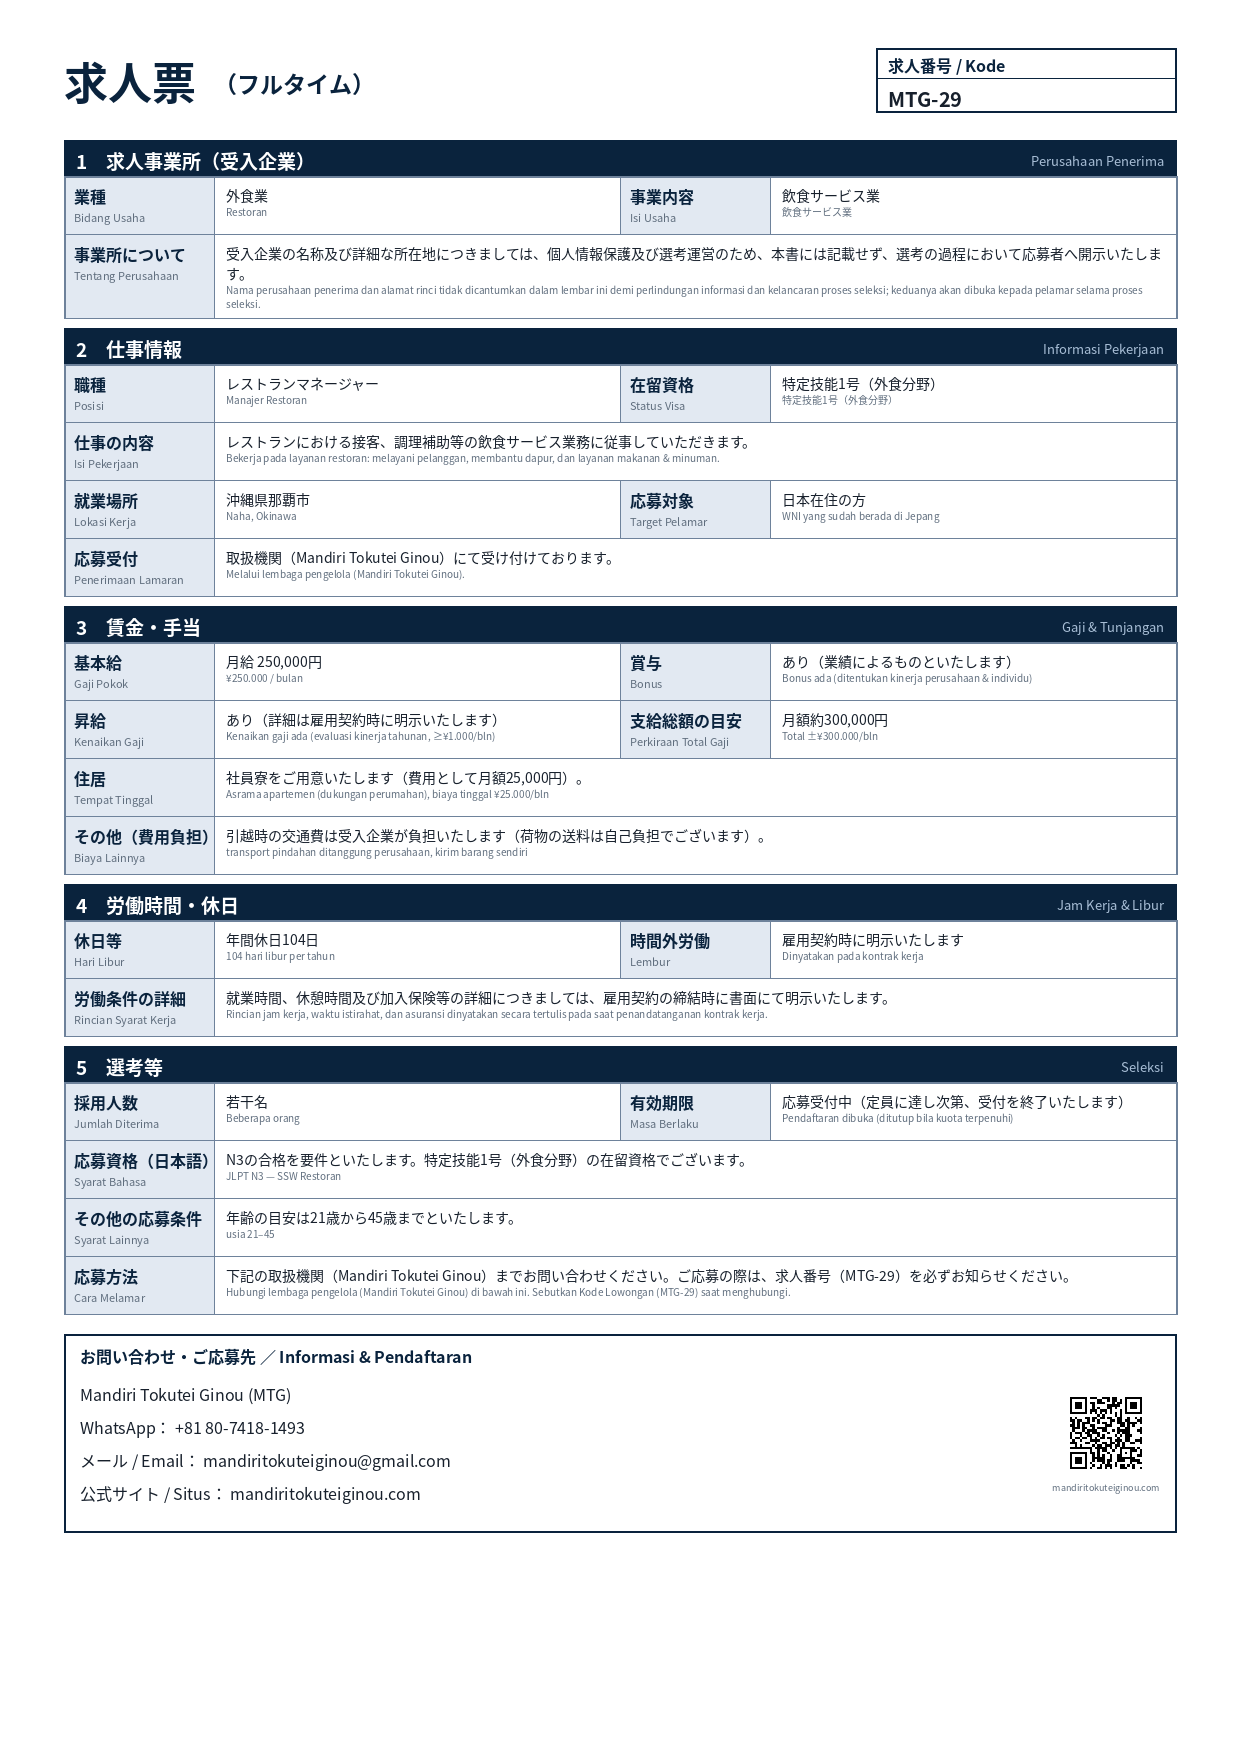 求人票 （フルタイム）
求人番号 / Kode
MTG-29
1 求人事業所（受入企業） Perusahaan Penerima
業種 外食業 事業内容 飲食サービス業
Bidang Usaha Restoran Isi Usaha 飲食サービス業
事業所について 受入企業の名称及び詳細な所在地につきましては、個人情報保護及び選考運営のため、本書には記載せず、選考の過程において応募者へ開示いたしま
す。
Tentang Perusahaan Nama perusahaan penerima dan alamat rinci tidak dicantumkan dalam lembar ini demi perlindungan informasi dan kelancaran proses seleksi; keduanya akan dibuka kepada pelamar selama proses
seleksi.
2 仕事情報 Informasi Pekerjaan
職種 レストランマネージャー 在留資格 特定技能1号（外食分野）
Posisi Manajer Restoran Status Visa 特定技能1号（外食分野）
仕事の内容 レストランにおける接客、調理補助等の飲食サービス業務に従事していただきます。
Isi Pekerjaan Bekerja pada layanan restoran: melayani pelanggan, membantu dapur, dan layanan makanan & minuman.
就業場所 沖縄県那覇市 応募対象 日本在住の方
Lokasi Kerja Naha, Okinawa Target Pelamar WNI yang sudah berada di Jepang
応募受付 取扱機関（Mandiri Tokutei Ginou）にて受け付けております。
Penerimaan Lamaran Melalui lembaga pengelola (Mandiri Tokutei Ginou).
3 賃金・手当 Gaji & Tunjangan
基本給 月給 250,000円 賞与 あり（業績によるものといたします）
Gaji Pokok ¥250.000 / bulan Bonus Bonus ada (ditentukan kinerja perusahaan & individu)
昇給 あり（詳細は雇用契約時に明示いたします） 支給総額の目安 月額約300,000円
Kenaikan Gaji Kenaikan gaji ada (evaluasi kinerja tahunan, ≥¥1.000/bln) Perkiraan Total Gaji Total ±¥300.000/bln
住居 社員寮をご用意いたします（費用として月額25,000円）。
Tempat Tinggal Asrama apartemen (dukungan perumahan), biaya tinggal ¥25.000/bln
その他（費用負担） 引越時の交通費は受入企業が負担いたします（荷物の送料は自己負担でございます）。
Biaya Lainnya transport pindahan ditanggung perusahaan, kirim barang sendiri
4 労働時間・休日 Jam Kerja & Libur
休日等 年間休日104日 時間外労働 雇用契約時に明示いたします
Hari Libur 104 hari libur per tahun Lembur Dinyatakan pada kontrak kerja
労働条件の詳細 就業時間、休憩時間及び加入保険等の詳細につきましては、雇用契約の締結時に書面にて明示いたします。
Rincian Syarat Kerja Rincian jam kerja, waktu istirahat, dan asuransi dinyatakan secara tertulis pada saat penandatanganan kontrak kerja.
5 選考等 Seleksi
採用人数 若干名 有効期限 応募受付中（定員に達し次第、受付を終了いたします）
Jumlah Diterima Beberapa orang Masa Berlaku Pendaftaran dibuka (ditutup bila kuota terpenuhi)
応募資格（日本語） N3の合格を要件といたします。特定技能1号（外食分野）の在留資格でございます。
Syarat Bahasa JLPT N3 — SSW Restoran
その他の応募条件 年齢の目安は21歳から45歳までといたします。
Syarat Lainnya usia 21–45
応募方法 下記の取扱機関（Mandiri Tokutei Ginou）までお問い合わせください。ご応募の際は、求人番号（MTG-29）を必ずお知らせください。
Cara Melamar Hubungi lembaga pengelola (Mandiri Tokutei Ginou) di bawah ini. Sebutkan Kode Lowongan (MTG-29) saat menghubungi.
お問い合わせ・ご応募先 ／ Informasi & Pendaftaran
Mandiri Tokutei Ginou (MTG)
WhatsApp： +81 80-7418-1493
メール / Email： mandiritokuteiginou@gmail.com
公式サイト / Situs： mandiritokuteiginou.com
mandiritokuteiginou.com